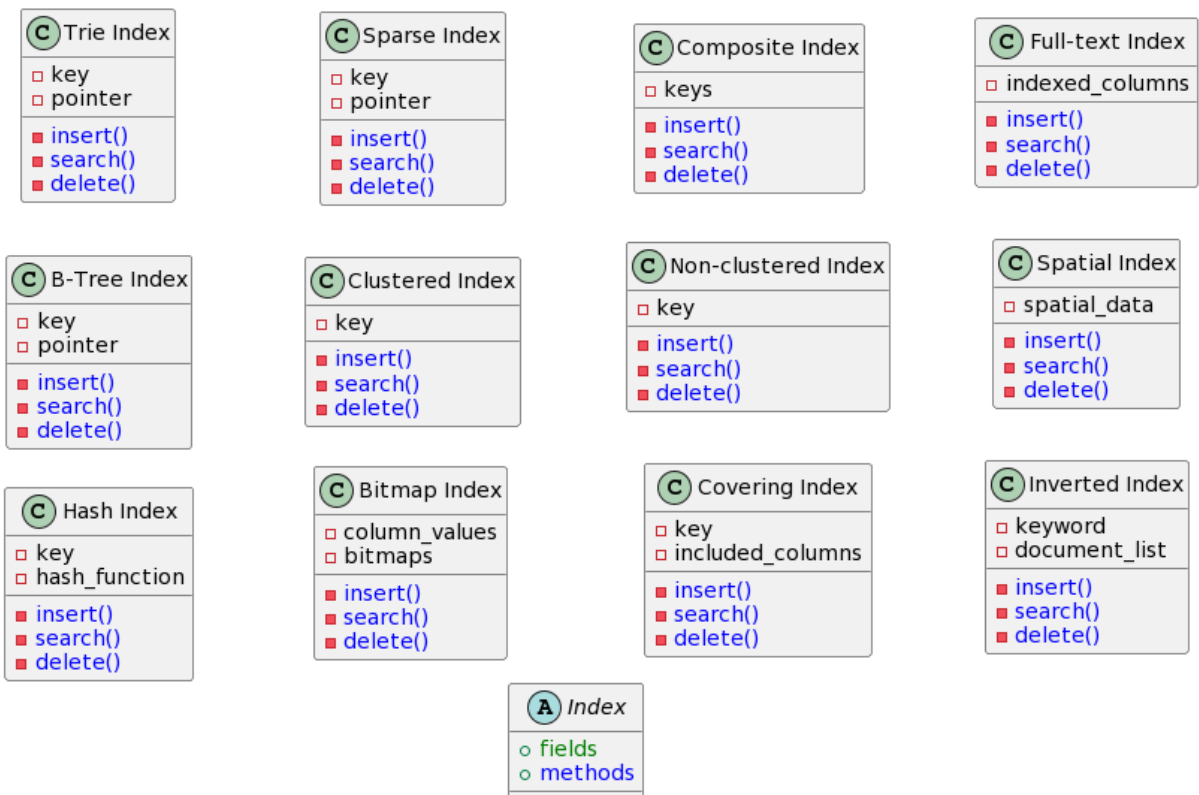 C Trie Index
key
pointer
insert()
search()
delete()
C Sparse Index
key
pointer
insert()
search()
delete()
C Composite Index
keys
insert()
search()
delete()
C Full-text Index
indexed_columns
insert()
search()
delete()
C B-Tree Index
key
pointer
insert()
search()
delete()
C Clustered Index
key
insert()
search()
delete()
C Non-clustered Index
key
insert()
search()
delete()
C Spatial Index
spatial_data
insert()
search()
delete()
C Hash Index
key
hash_function
insert()
search()
delete()
C Bitmap Index
column_values
bitmaps
insert()
search()
delete()
C Covering Index
key
included_columns
insert()
search()
delete()
C Inverted Index
keyword
document_list
insert()
search()
delete()
A Index
fields
methods